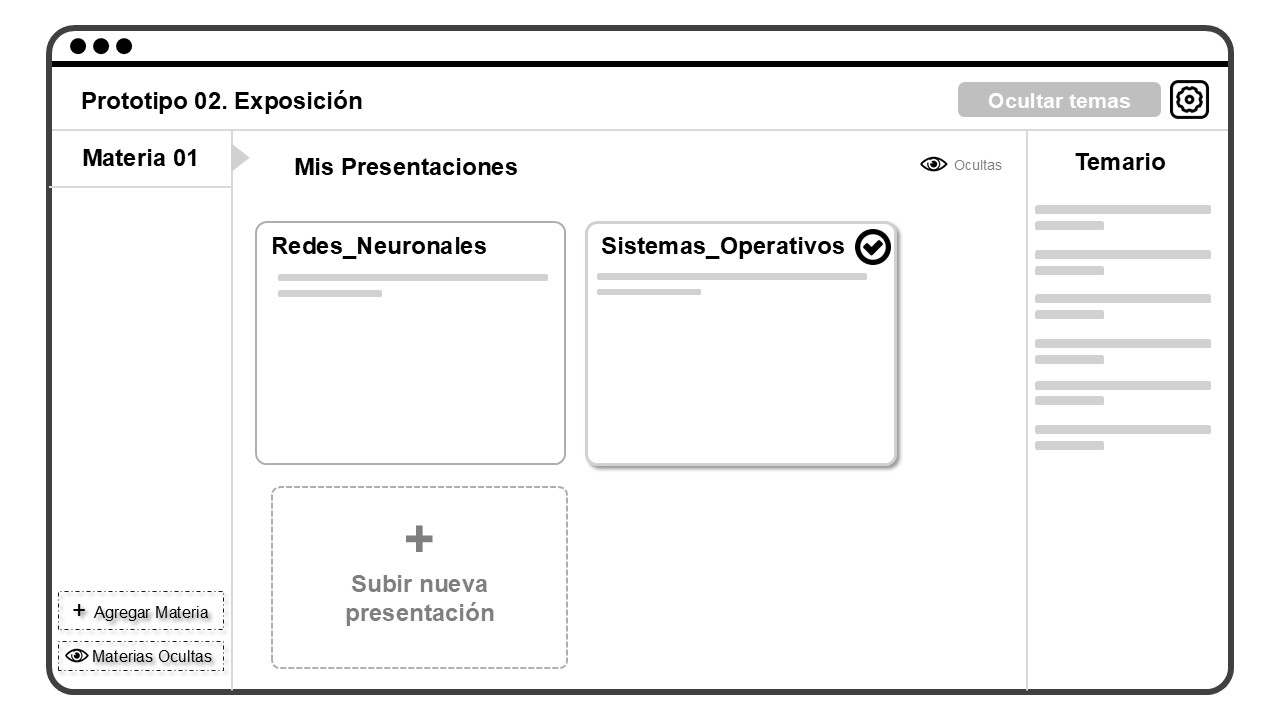 Prototipo 02. Exposición
Ocultar temas
Materia 01
Mis Presentaciones
Ocultas
Temario
Redes_Neuronales
Sistemas_Operativos
+
Subir nueva
presentación
+ Agregar Materia
Materias Ocultas